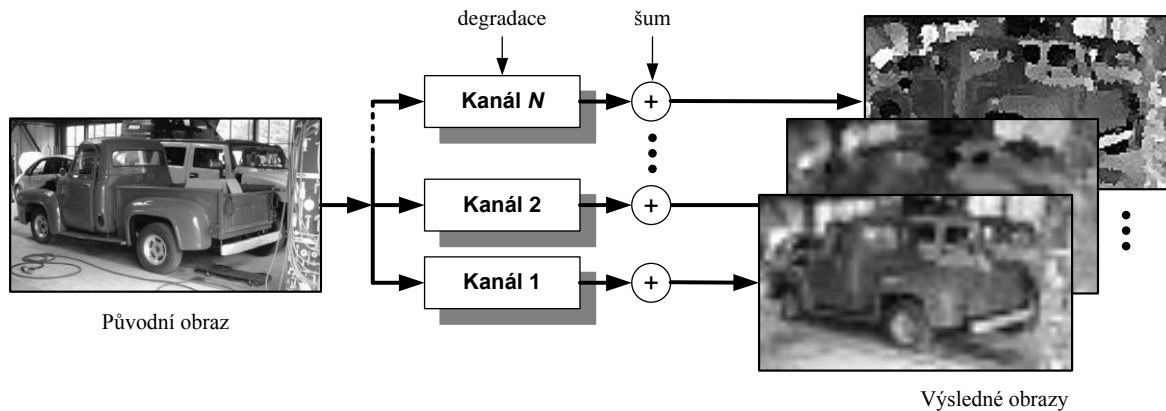 degradace
šum
Kanál N
+
Kanál 2
+
Kanál 1
+
Původní obraz
Výsledné obrazy